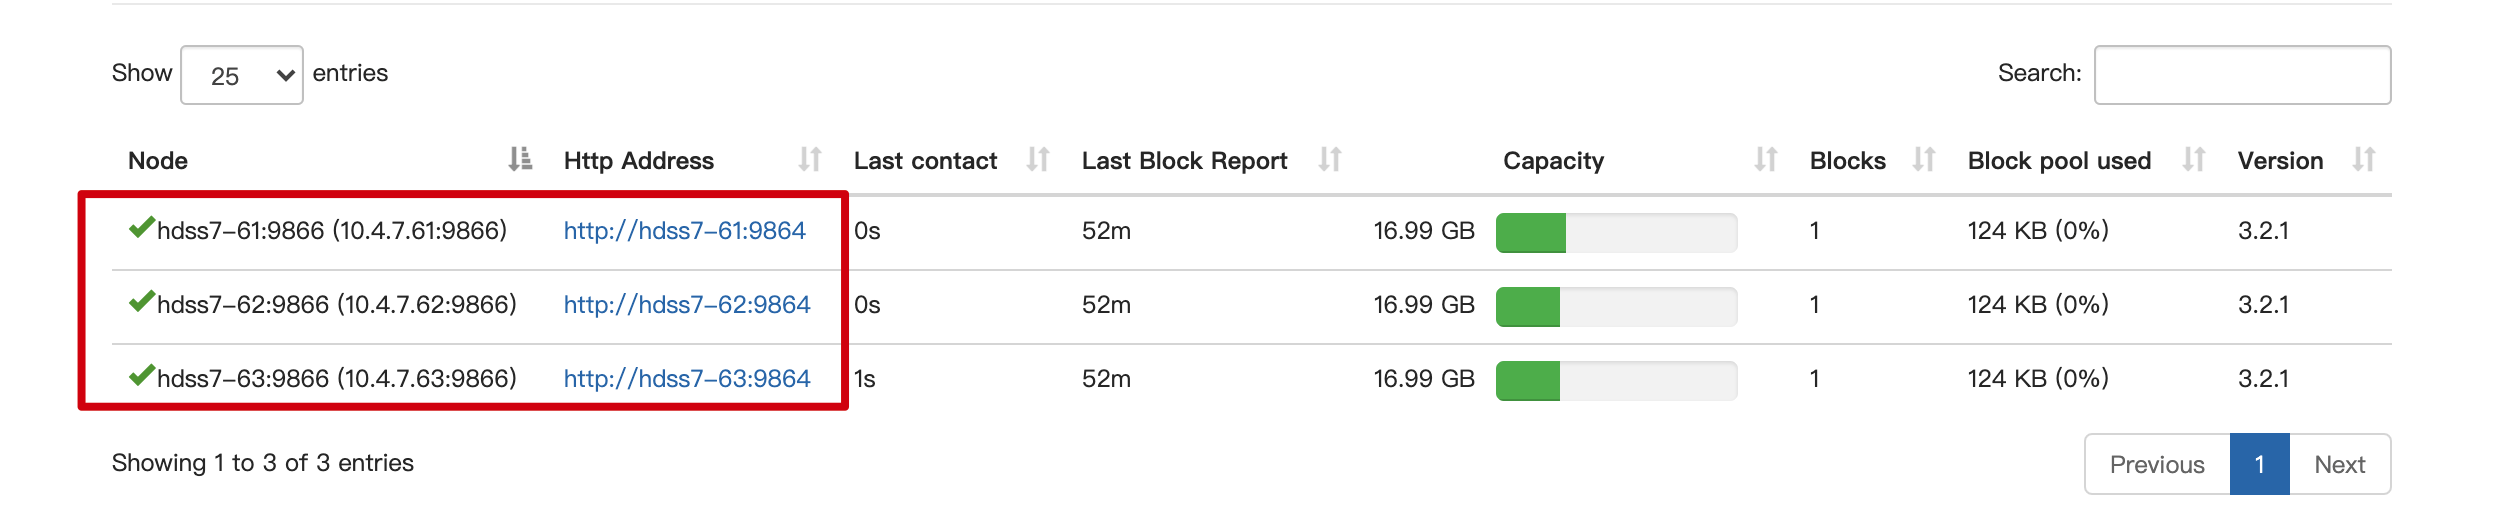 Show 25 entries Search:
Node Http Address Last contact Last Block Report Capacity Blocks Block pool used Version
hdss7-61:9866 (10.4.7.61:9866) http://hdss7-61:9864 0s 52m 16.99 GB 1 124 KB (0%) 3.2.1
hdss7-62:9866 (10.4.7.62:9866) http://hdss7-62:9864 0s 52m 16.99 GB 1 124 KB (0%) 3.2.1
hdss7-63:9866 (10.4.7.63:9866) http://hdss7-63:9864 1s 52m 16.99 GB 1 124 KB (0%) 3.2.1
Showing 1 to 3 of 3 entries Previous 1 Next